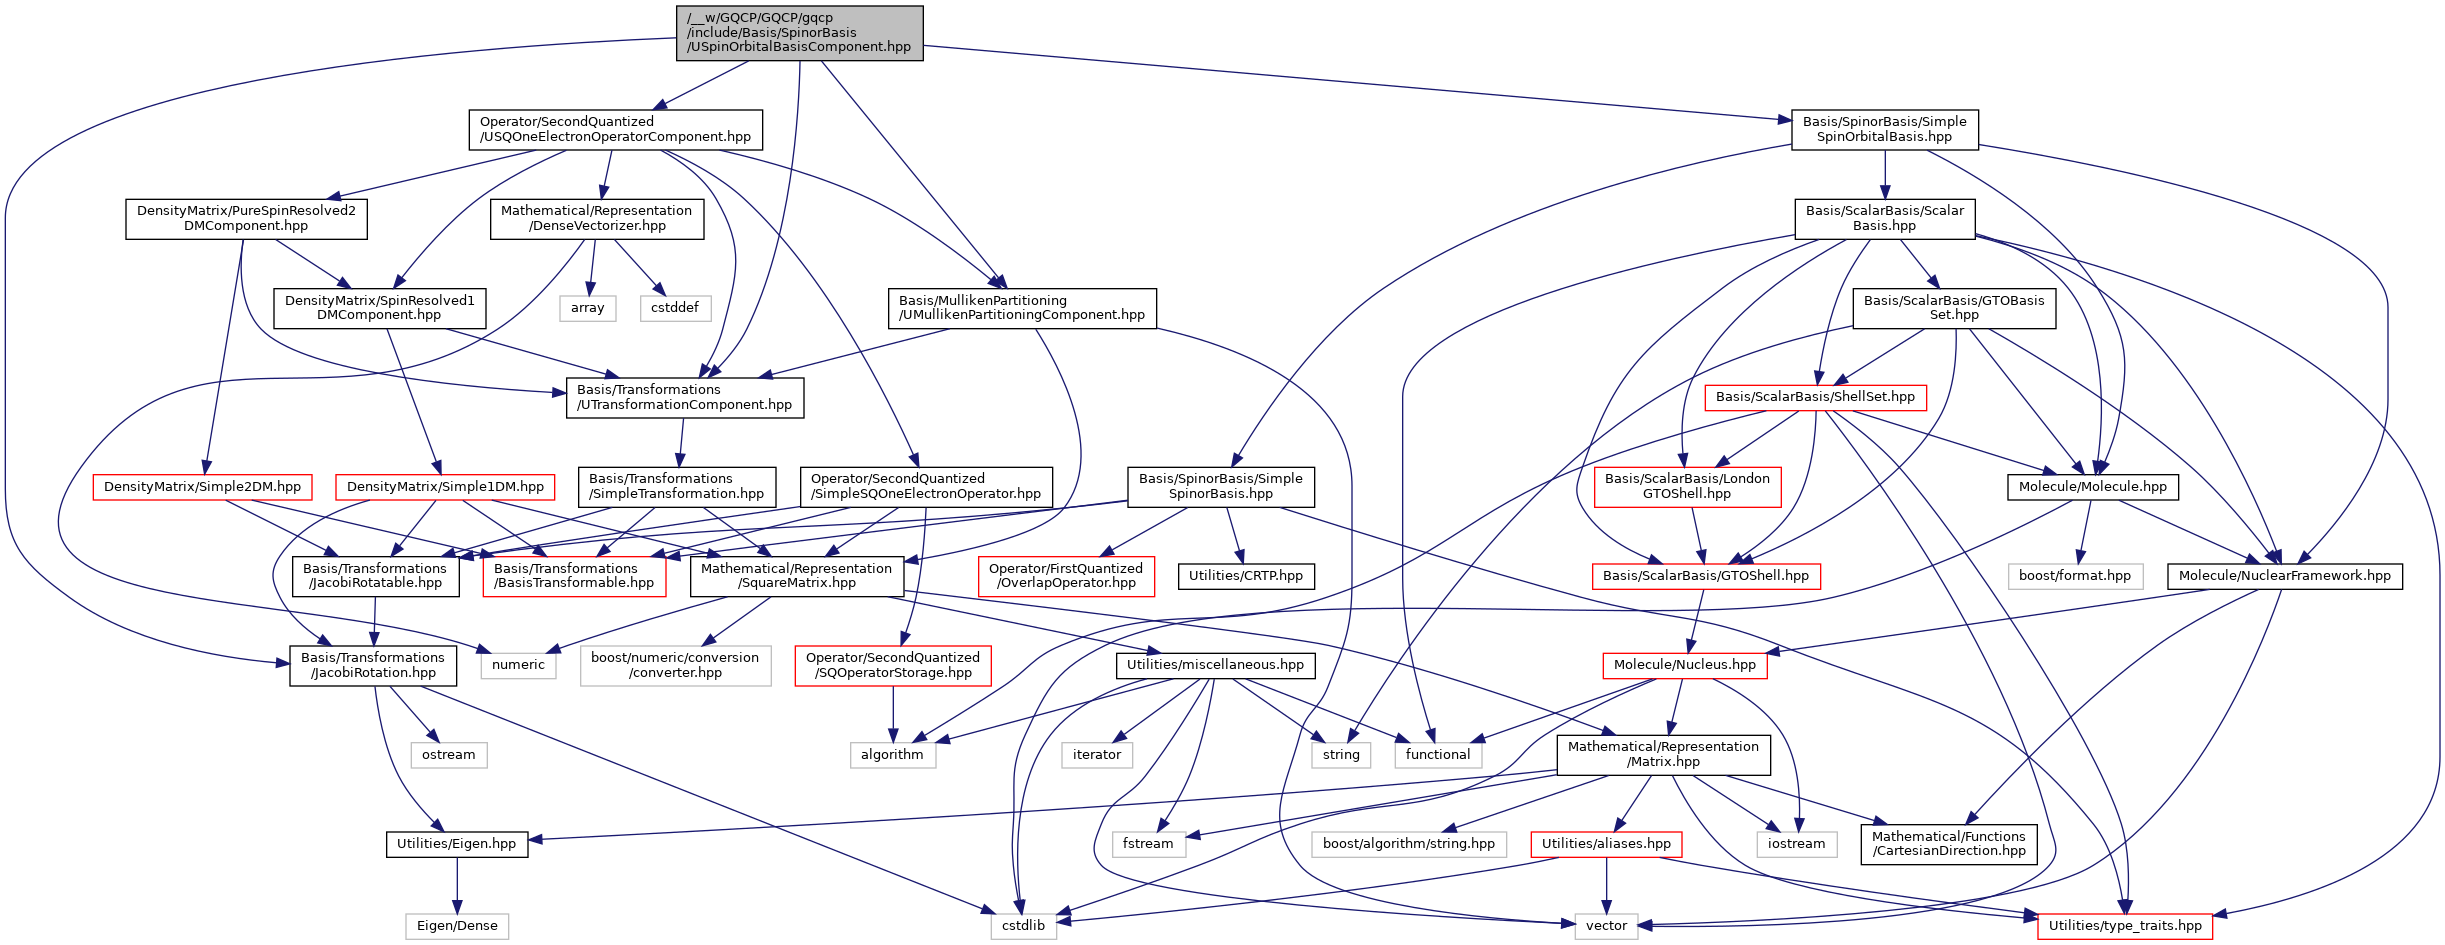 /__w/GQCP/GQCP/gqcp
/include/Basis/SpinorBasis
/USpinOrbitalBasisComponent.hpp
Operator/SecondQuantized
/USQOneElectronOperatorComponent.hpp
Basis/SpinorBasis/Simple
SpinOrbitalBasis.hpp
DensityMatrix/PureSpinResolved2
DMComponent.hpp
Mathematical/Representation
/DenseVectorizer.hpp
Basis/ScalarBasis/Scalar
Basis.hpp
DensityMatrix/SpinResolved1
DMComponent.hpp
array
cstddef
Basis/MullikenPartitioning
/UMullikenPartitioningComponent.hpp
Basis/ScalarBasis/GTOBasis
Set.hpp
Basis/Transformations
/UTransformationComponent.hpp
Basis/ScalarBasis/ShellSet.hpp
DensityMatrix/Simple2DM.hpp
DensityMatrix/Simple1DM.hpp
Basis/Transformations
/SimpleTransformation.hpp
Operator/SecondQuantized
/SimpleSQOneElectronOperator.hpp
Basis/SpinorBasis/Simple
SpinorBasis.hpp
Basis/ScalarBasis/London
GTOShell.hpp
Molecule/Molecule.hpp
Basis/Transformations
/JacobiRotatable.hpp
Basis/Transformations
/BasisTransformable.hpp
Mathematical/Representation
/SquareMatrix.hpp
Operator/FirstQuantized
/OverlapOperator.hpp
Utilities/CRTP.hpp
Basis/ScalarBasis/GTOShell.hpp
boost/format.hpp
Molecule/NuclearFramework.hpp
Basis/Transformations
/JacobiRotation.hpp
numeric
boost/numeric/conversion
/converter.hpp
Operator/SecondQuantized
/SQOperatorStorage.hpp
Utilities/miscellaneous.hpp
Molecule/Nucleus.hpp
ostream
algorithm
iterator
string
functional
Mathematical/Representation
/Matrix.hpp
Utilities/Eigen.hpp
fstream
boost/algorithm/string.hpp
Utilities/aliases.hpp
iostream
Mathematical/Functions
/CartesianDirection.hpp
Eigen/Dense
cstdlib
vector
Utilities/type_traits.hpp